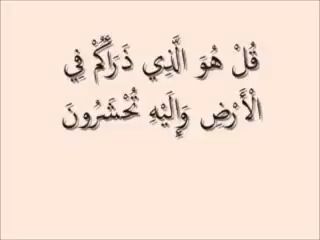 قُلْ هُوَ الَّذِي ذَرَأَكُمْ فِي
الْأَرْضِ وَإِلَيْهِ تُحْشَرُونَ